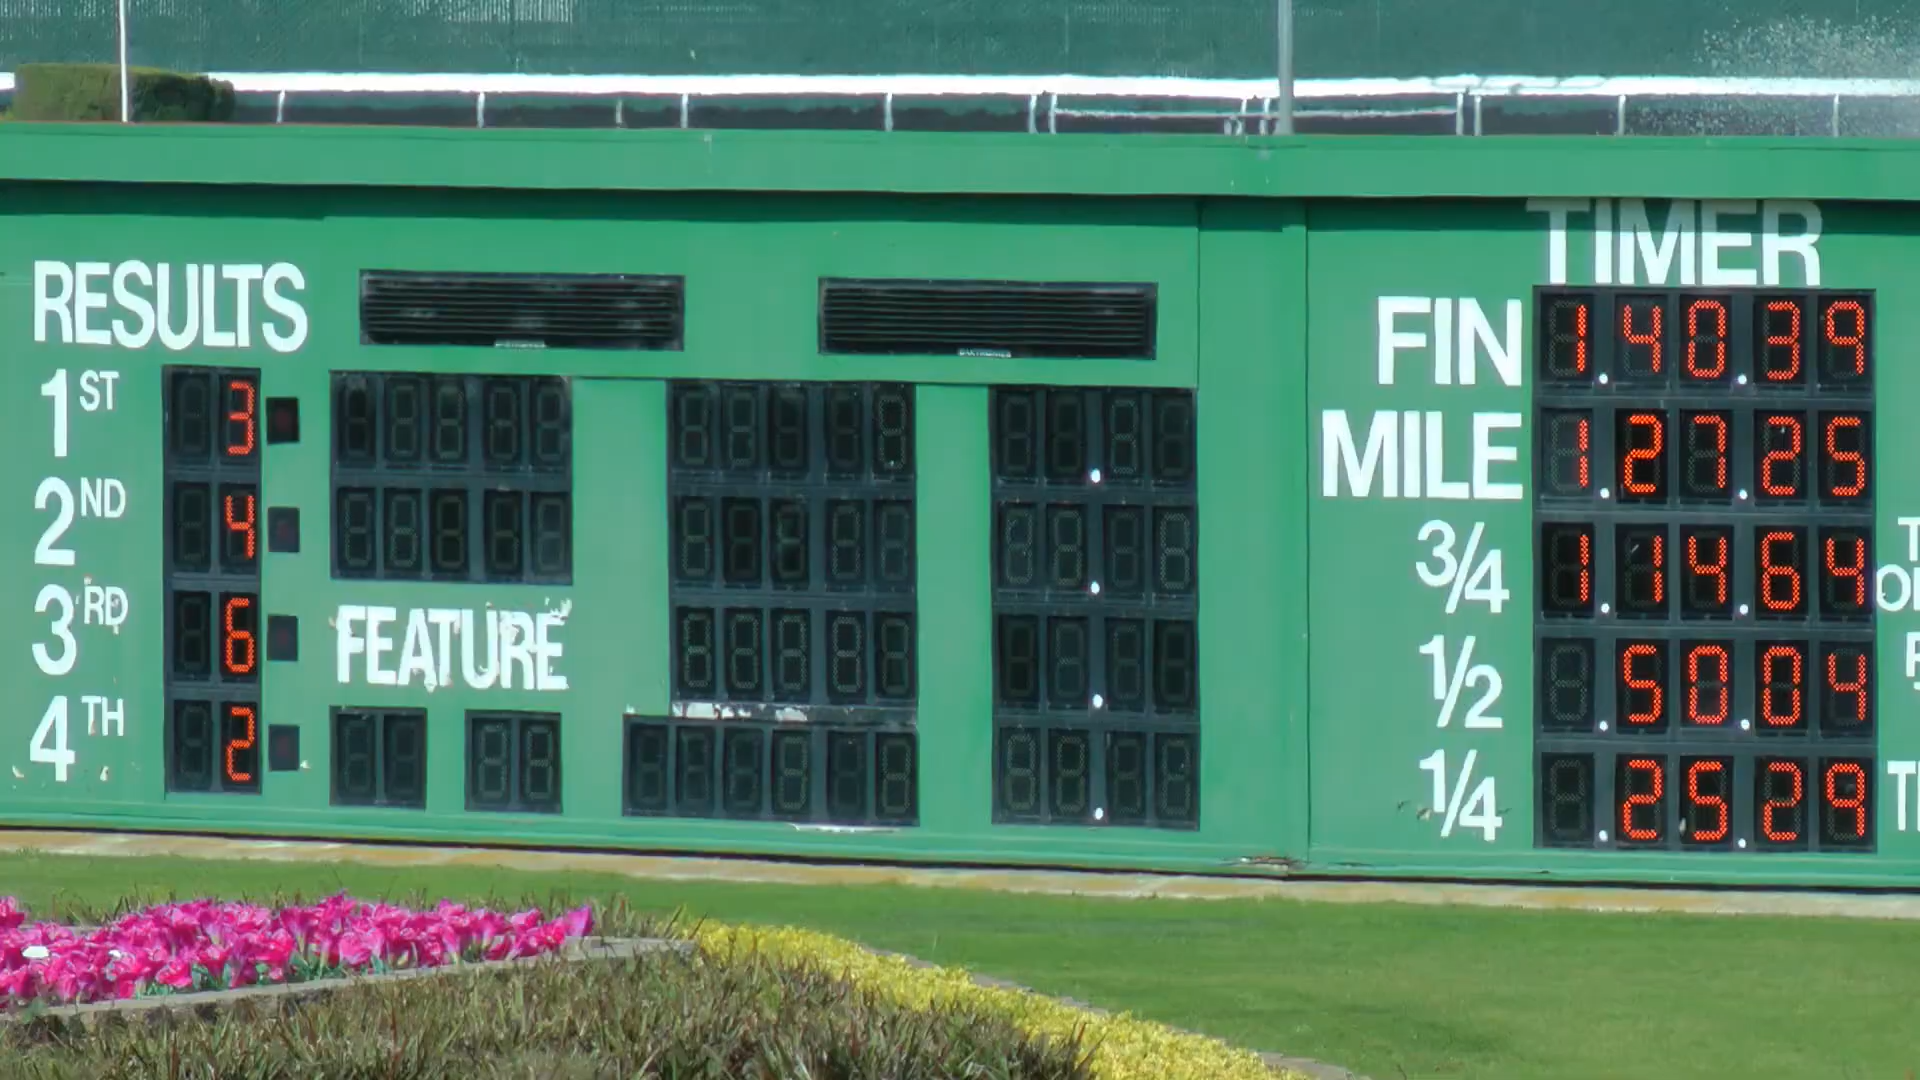 RESULTS
1ST 3
2ND 4
3RD 6
4TH 2
FEATURE
TIMER
FIN 1.40.39
MILE 1.27.25
3/4 1.14.64
1/2 .50.04
1/4 .25.29